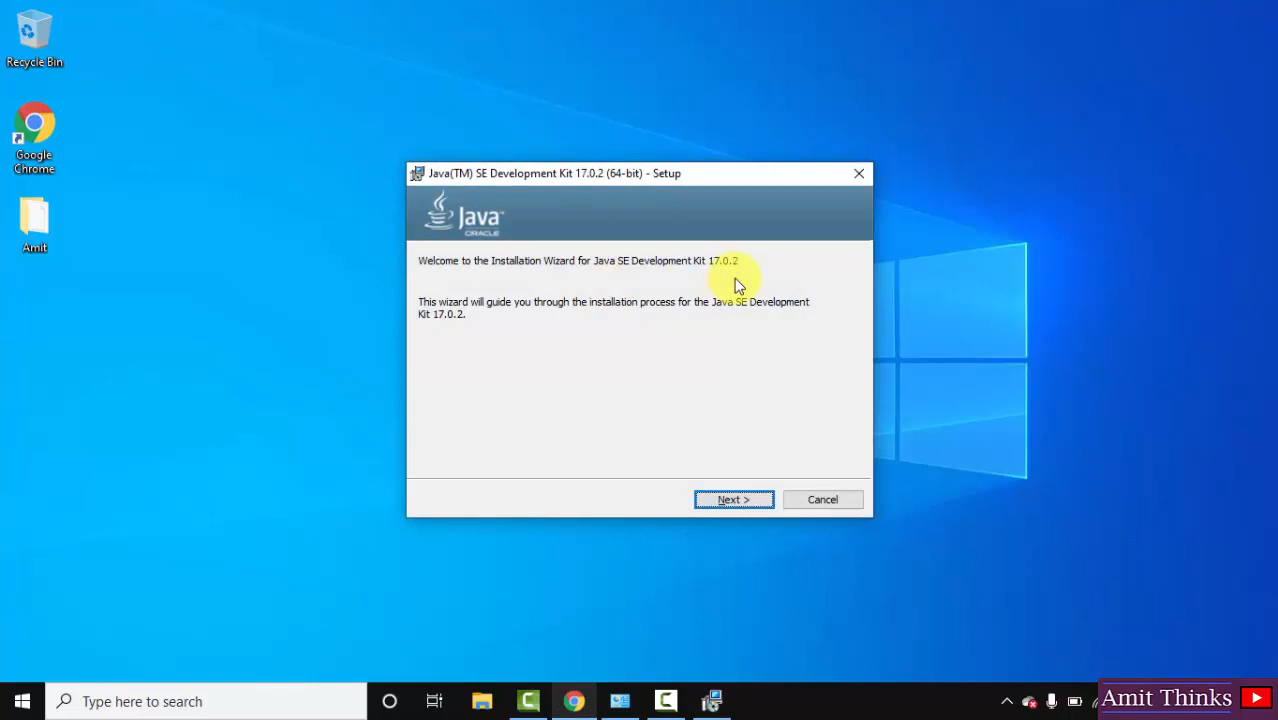 Recycle Bin
Google
Chrome
Amit
Java(TM) SE Development Kit 17.0.2 (64-bit) - Setup
Java
ORACLE
Welcome to the Installation Wizard for Java SE Development Kit 17.0.2
This wizard will guide you through the installation process for the Java SE Development
Kit 17.0.2.
Next >
Cancel
Type here to search
Amit Thinks